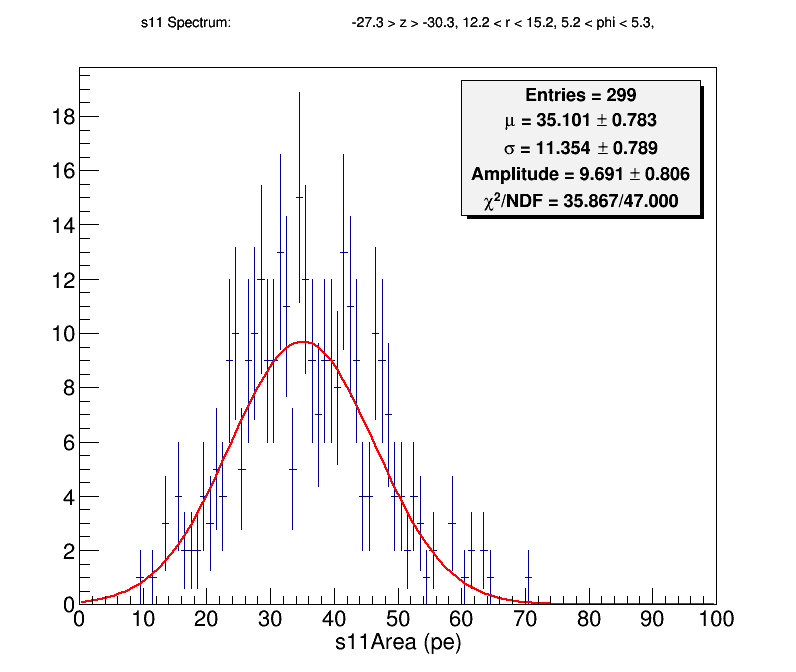 s11 Spectrum: -27.3 > z > -30.3, 12.2 < r < 15.2, 5.2 < phi < 5.3,
Entries = 299
μ = 35.101 ± 0.783
σ = 11.354 ± 0.789
Amplitude = 9.691 ± 0.806
χ²/NDF = 35.867/47.000
18
16
14
12
10
8
6
4
2
0
0 10 20 30 40 50 60 70 80 90 100
s11Area (pe)